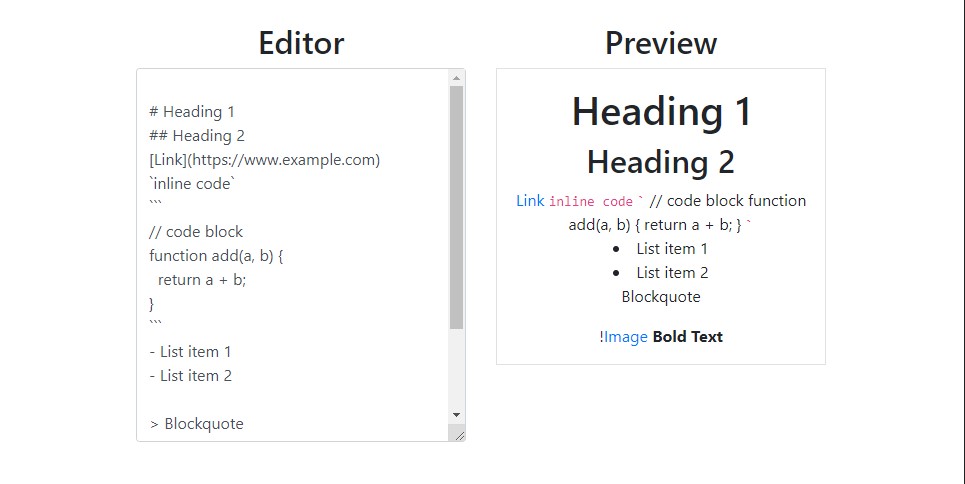 Editor
# Heading 1
## Heading 2
[Link](https://www.example.com)
`inline code`
```
// code block
function add(a, b) {
  return a + b;
}
```
- List item 1
- List item 2
> Blockquote
Preview
Heading 1
Heading 2
Link inline code ` // code block function
add(a, b) { return a + b; } `
• List item 1
• List item 2
Blockquote
!Image Bold Text